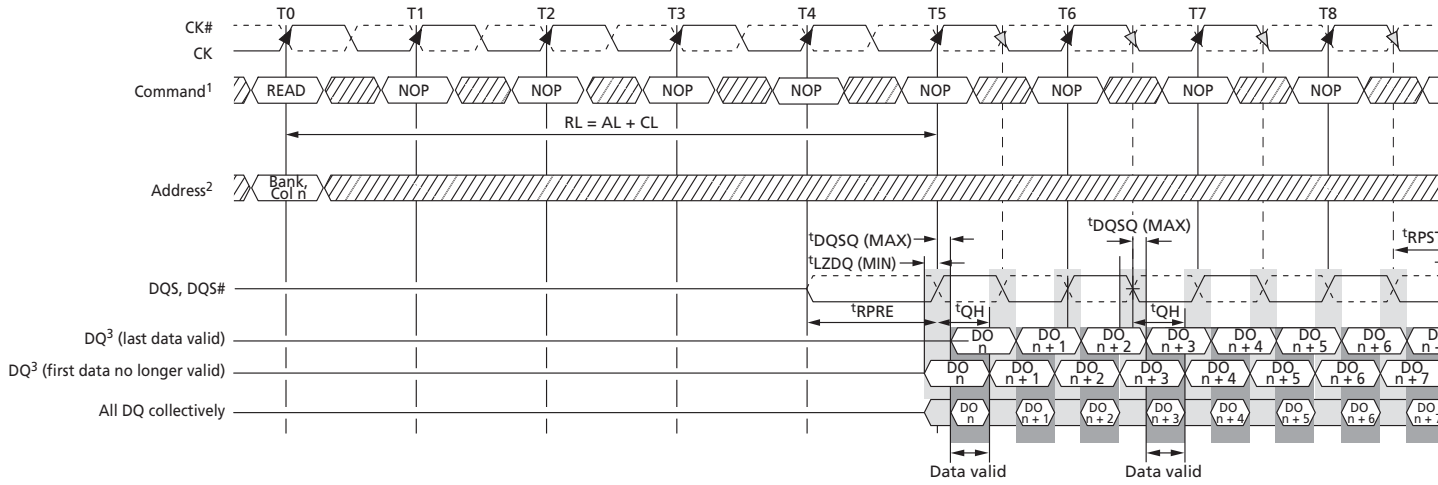 T0 T1 T2 T3 T4 T5 T6 T7 T8
CK#
CK
Command1 READ NOP NOP NOP NOP NOP NOP NOP NOP
RL = AL + CL
Address2 Bank, Col n
tDQSQ (MAX) tDQSQ (MAX) tRPST
tLZDQ (MIN)
DQS, DQS#
tRPRE tQH tQH
DQ3 (last data valid) DO n DO n + 1 DO n + 2 DO n + 3 DO n + 4 DO n + 5 DO n + 6
DQ3 (first data no longer valid) DO n DO n + 1 DO n + 2 DO n + 3 DO n + 4 DO n + 5 DO n + 6 DO n + 7
All DQ collectively DO n DO n + 1 DO n + 2 DO n + 3 DO n + 4 DO n + 5 DO n + 6 DO n + 7
Data valid Data valid